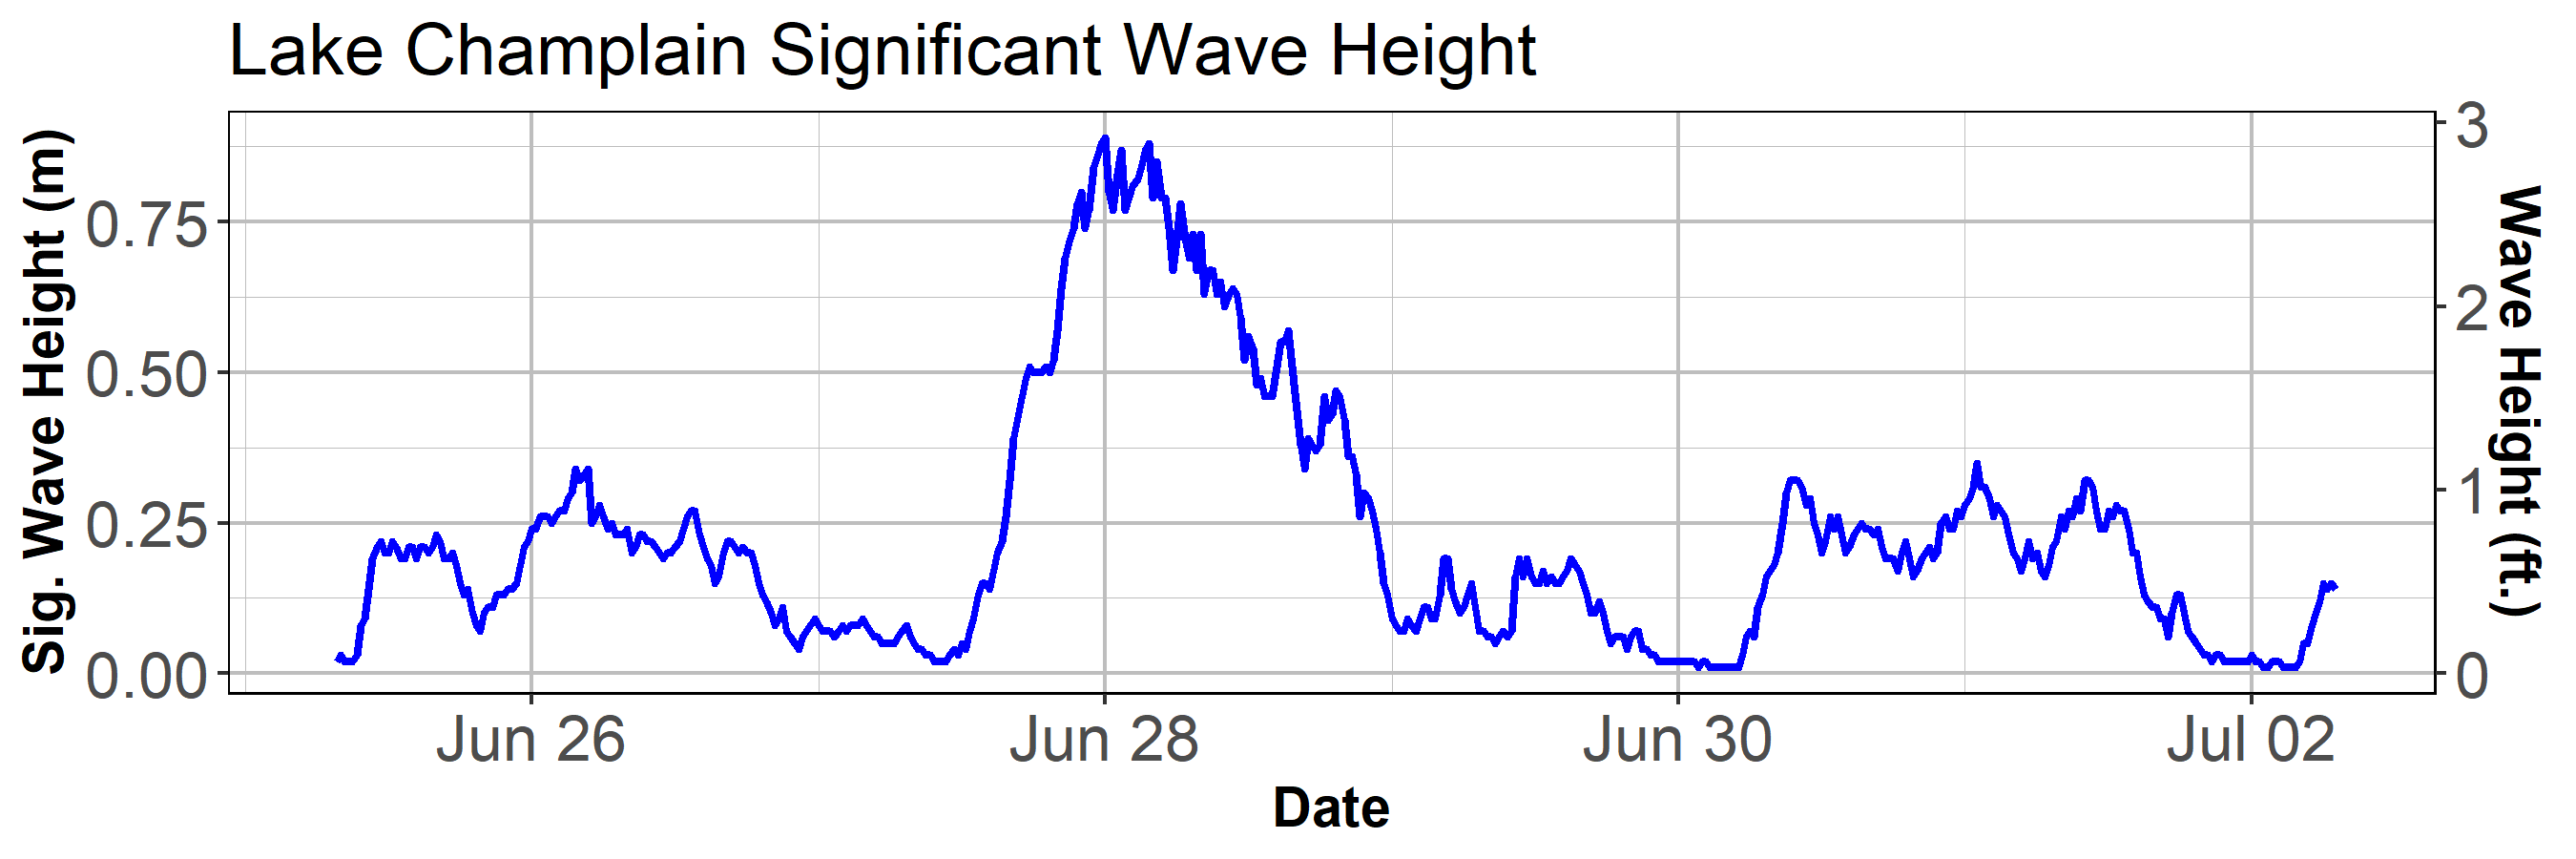 Lake Champlain Significant Wave Height
Sig. Wave Height (m)
0.75
0.50
0.25
0.00
3
2
1
0
Wave Height (ft.)
Jun 26
Jun 28
Jun 30
Jul 02
Date